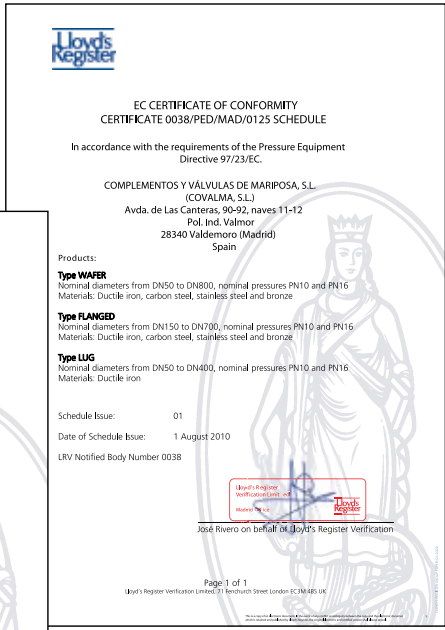 Lloyd's
Register
EC CERTIFICATE OF CONFORMITY
CERTIFICATE 0038/PED/MAD/0125 SCHEDULE
In accordance with the requirements of the Pressure Equipment
Directive 97/23/EC.
COMPLEMENTOS Y VÁLVULAS DE MARIPOSA, S.L.
(COVALMA, S.L.)
Avda. de Las Canteras, 90-92, naves 11-12
Pol. Ind. Valmor
28340 Valdemoro (Madrid)
Spain
Products:
Type WAFER
Nominal diameters from DN50 to DN800, nominal pressures PN10 and PN16
Materials: Ductile iron, carbon steel, stainless steel and bronze
Type FLANGED
Nominal diameters from DN150 to DN700, nominal pressures PN10 and PN16
Materials: Ductile iron, carbon steel, stainless steel and bronze
Type LUG
Nominal diameters from DN50 to DN400, nominal pressures PN10 and PN16
Materials: Ductile iron
Schedule Issue: 01
Date of Schedule Issue: 1 August 2010
LRV Notified Body Number 0038
Lloyd's Register
Verification
Madrid
Lloyd's
Register
José Rivero on behalf of Lloyd's Register Verification
Page 1 of 1
Lloyd's Register Verification Limited, 71 Fenchurch Street London EC3M 4BS UK